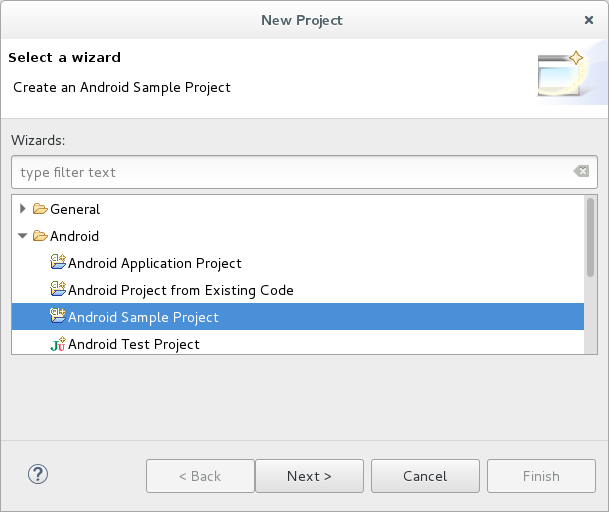 New Project
Select a wizard
Create an Android Sample Project
Wizards:
type filter text
General
Android
Android Application Project
Android Project from Existing Code
Android Sample Project
Ju Android Test Project
? < Back Next > Cancel Finish